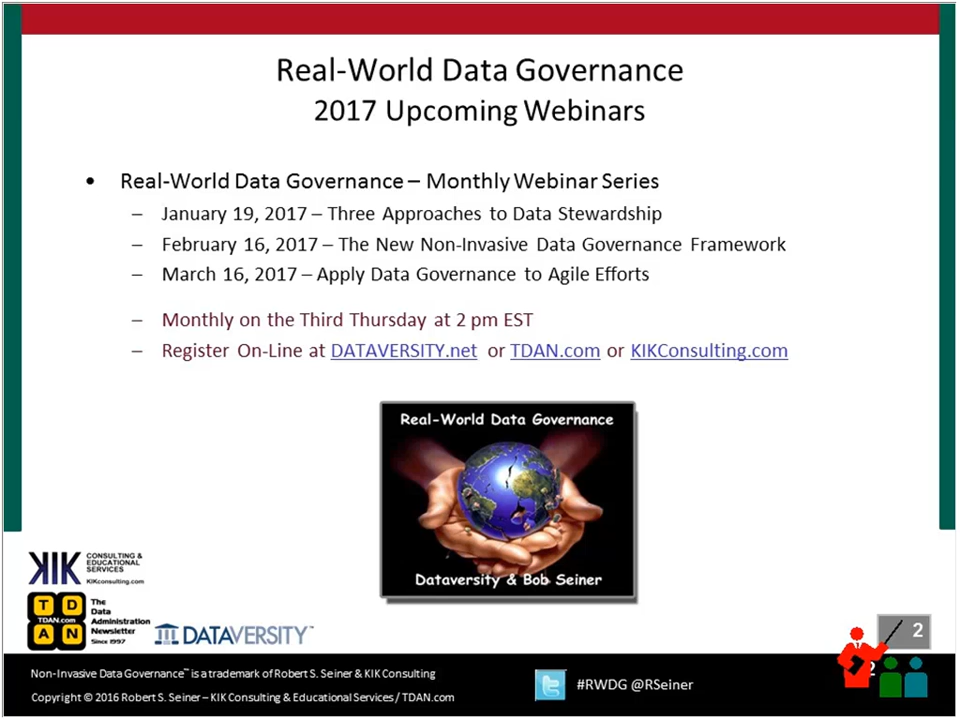 Real-World Data Governance
2017 Upcoming Webinars
• Real-World Data Governance – Monthly Webinar Series
– January 19, 2017 – Three Approaches to Data Stewardship
– February 16, 2017 – The New Non-Invasive Data Governance Framework
– March 16, 2017 – Apply Data Governance to Agile Efforts
– Monthly on the Third Thursday at 2 pm EST
– Register On-Line at DATAVERSITY.net or TDAN.com or KIKConsulting.com
Real-World Data Governance
Dataversity & Bob Seiner
KIK
CONSULTING &
EDUCATIONAL
SERVICES
KIKconsulting.com
T D
TDAN.com
A N
The
Data
Administration
Newsletter
Since 1997
DATAVERSITY™
2
2
Non-Invasive Data Governance™ is a trademark of Robert S. Seiner & KIK Consulting
Copyright © 2016 Robert S. Seiner – KIK Consulting & Educational Services / TDAN.com
#RWDG @RSeiner